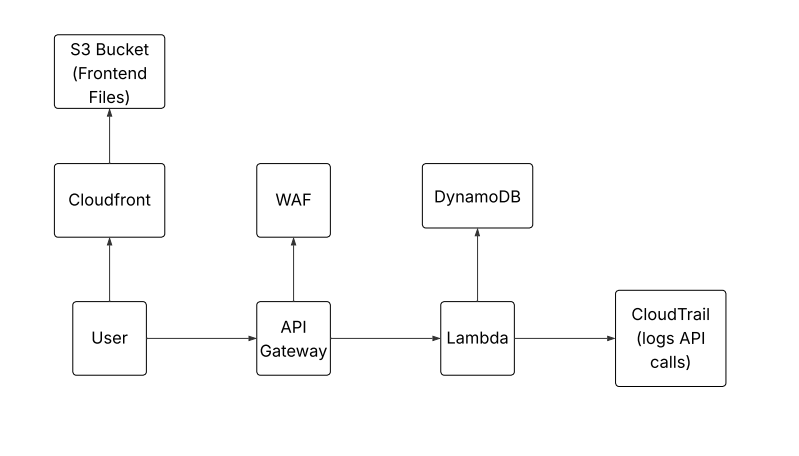 S3 Bucket
(Frontend
Files)
Cloudfront
WAF
DynamoDB
User
API
Gateway
Lambda
CloudTrail
(logs API
calls)